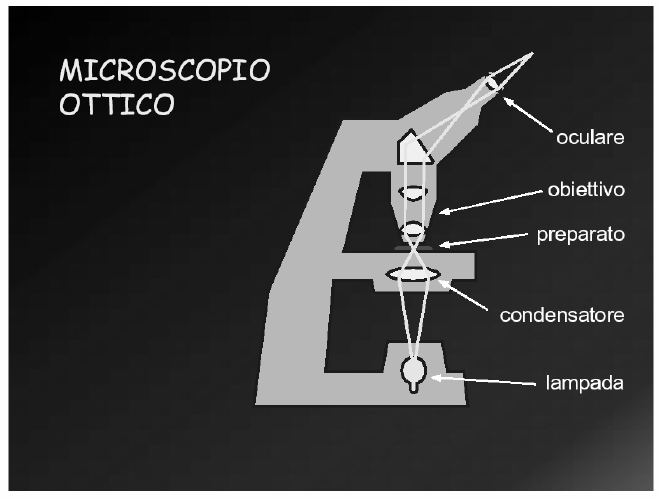 MICROSCOPIO
OTTICO
oculare
obiettivo
preparato
condensatore
lampada